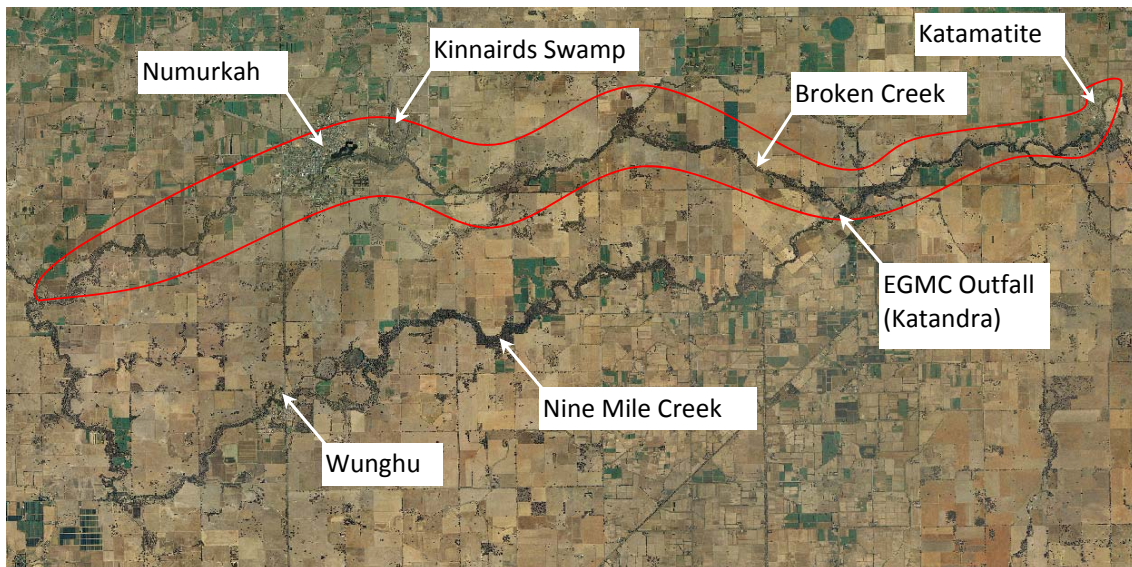 Katamatite
Kinnairds Swamp
Numurkah
Broken Creek
EGMC Outfall
(Katandra)
Nine Mile Creek
Wunghu